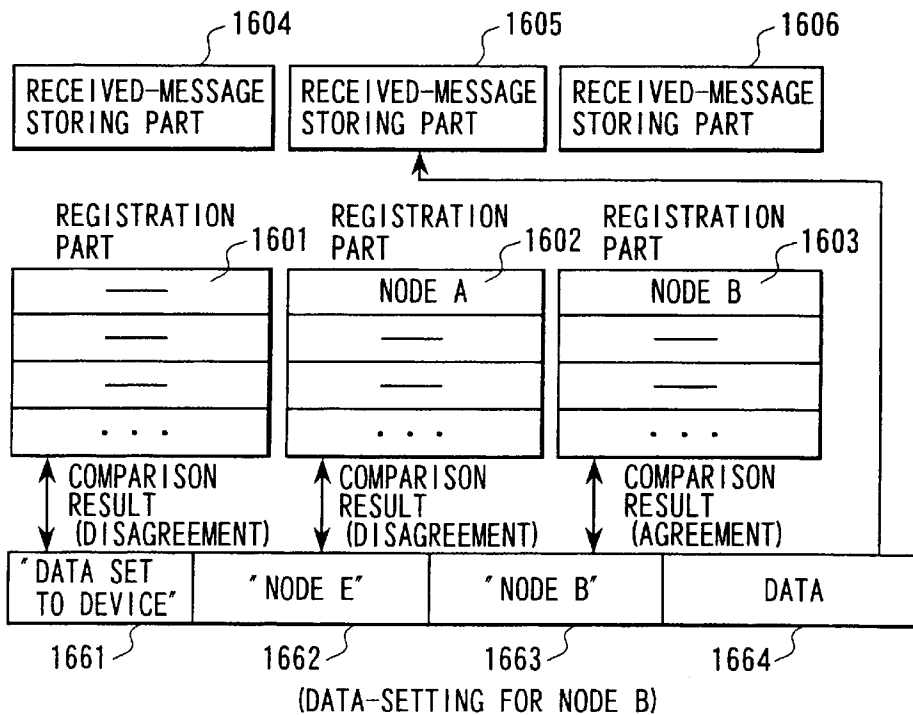 1604
1605
1606
RECEIVED-MESSAGE
STORING PART
RECEIVED-MESSAGE
STORING PART
RECEIVED-MESSAGE
STORING PART
REGISTRATION
PART
1601
REGISTRATION
PART
1602
REGISTRATION
PART
1603
NODE A
NODE B
. . .
. . .
. . .
COMPARISON
RESULT
(DISAGREEMENT)
COMPARISON
RESULT
(DISAGREEMENT)
COMPARISON
RESULT
(AGREEMENT)
"DATA SET
TO DEVICE"
"NODE E"
"NODE B"
DATA
1661
1662
1663
1664
(DATA-SETTING FOR NODE B)